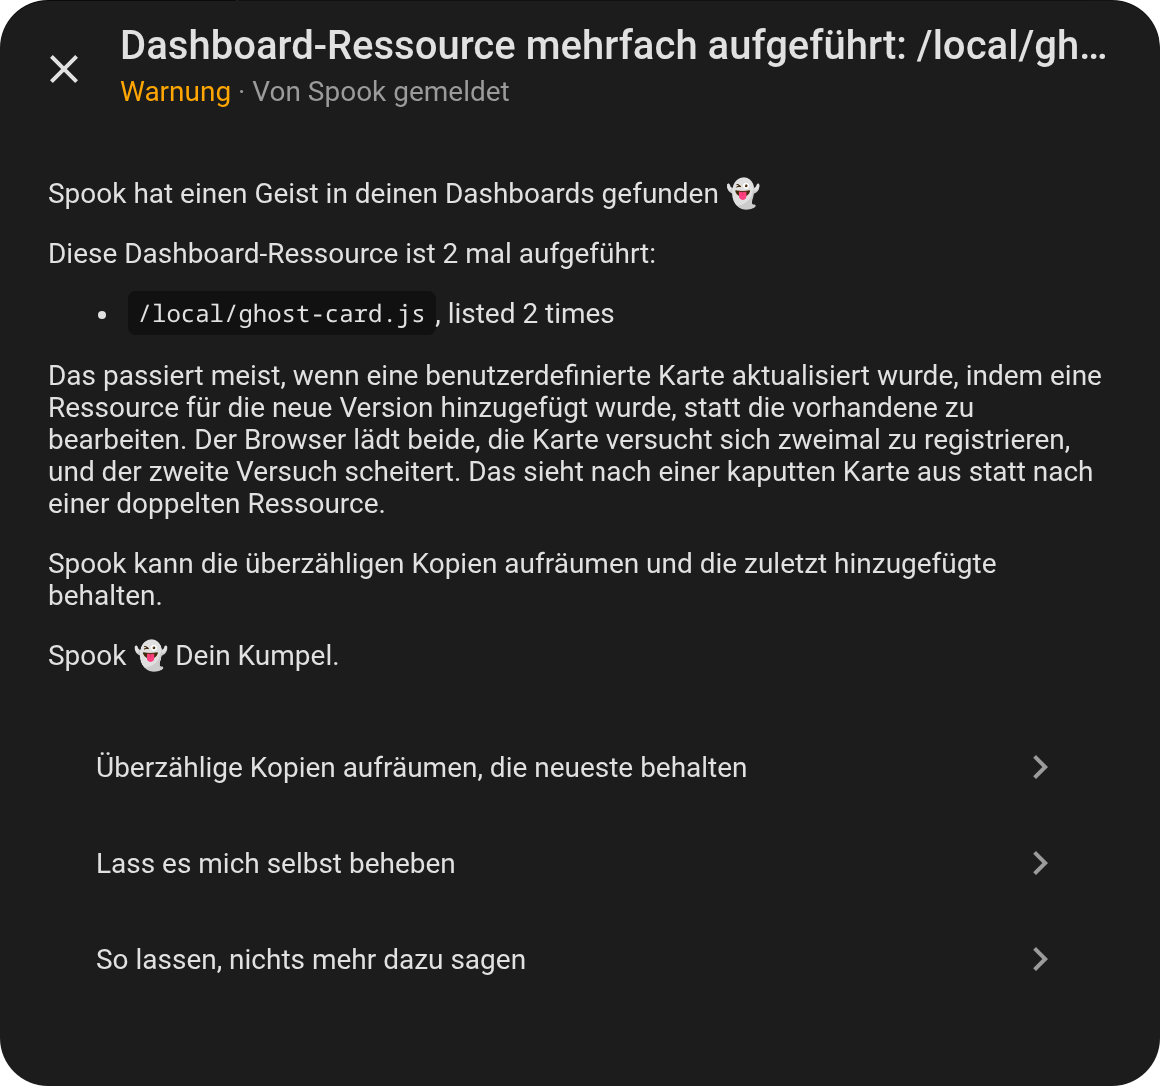 Dashboard-Ressource mehrfach aufgeführt: /local/gh...
Warnung · Von Spook gemeldet
Spook hat einen Geist in deinen Dashboards gefunden 👻
Diese Dashboard-Ressource ist 2 mal aufgeführt:
• /local/ghost-card.js, listed 2 times
Das passiert meist, wenn eine benutzerdefinierte Karte aktualisiert wurde, indem eine
Ressource für die neue Version hinzugefügt wurde, statt die vorhandene zu
bearbeiten. Der Browser lädt beide, die Karte versucht sich zweimal zu registrieren,
und der zweite Versuch scheitert. Das sieht nach einer kaputten Karte aus statt nach
einer doppelten Ressource.
Spook kann die überzähligen Kopien aufräumen und die zuletzt hinzugefügte
behalten.
Spook 👻 Dein Kumpel.
Überzählige Kopien aufräumen, die neueste behalten
Lass es mich selbst beheben
So lassen, nichts mehr dazu sagen